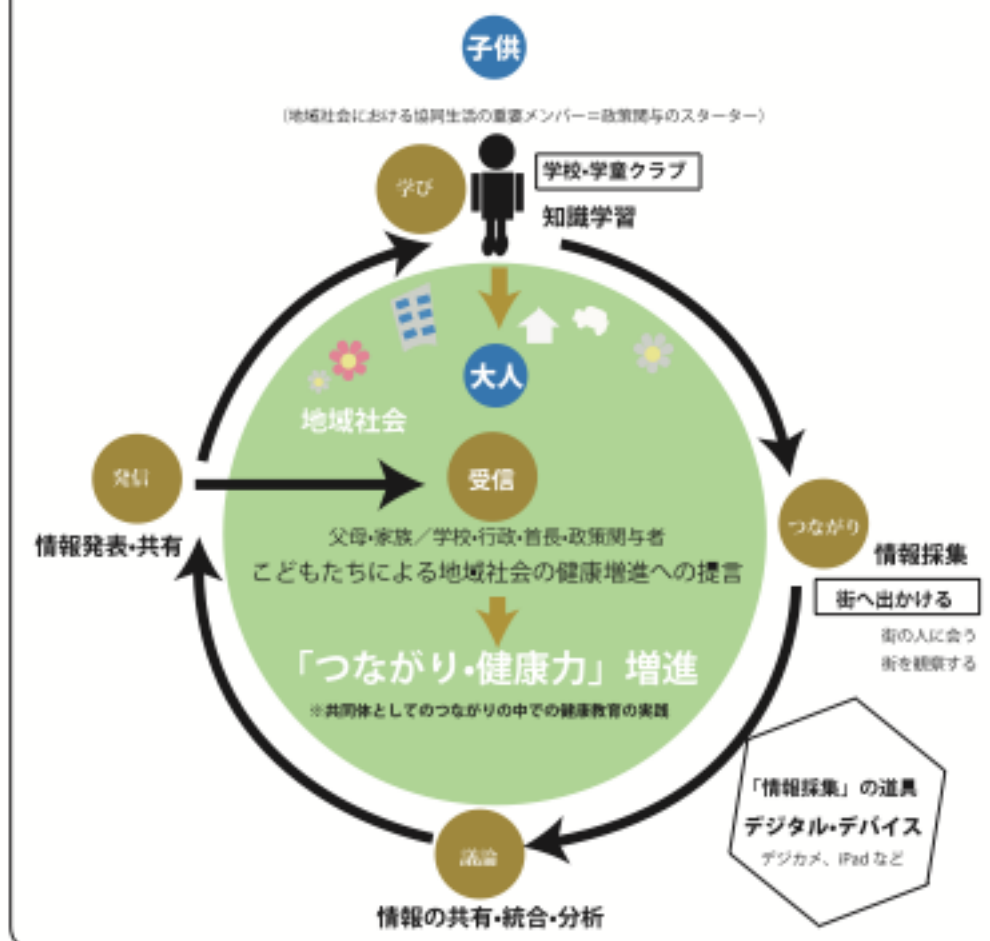 子供
（地域社会における協同生活の重要メンバー＝政策関与のスターター）
学び
学校・学童クラブ
知識学習
大人
地域社会
発信
受信
つながり
情報発表・共有
父母・家族／学校・行政・首長・政策関与者
情報採集
こどもたちによる地域社会の健康増進への提言
街へ出かける
街の人に会う
街を観察する
「つながり・健康力」増進
※共同体としてのつながりの中での健康教育の実践
「情報採集」の道具
デジタル・デバイス
デジカメ、iPadなど
議論
情報の共有・統合・分析